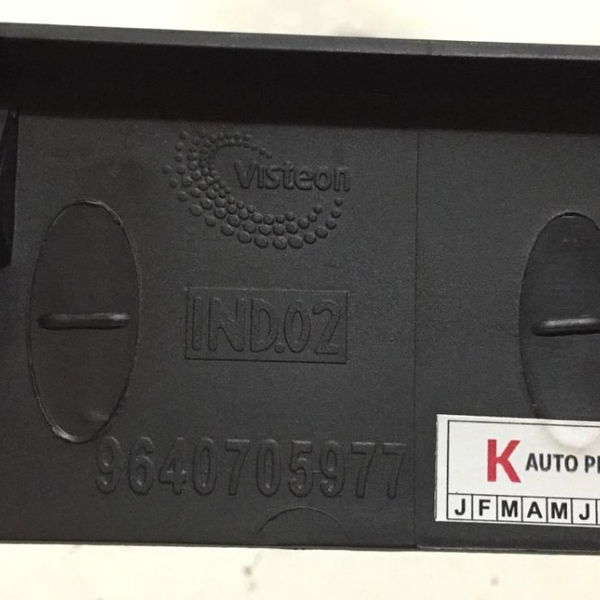 Visteon
IND.02
9640705977
K AUTO
J F M A M J